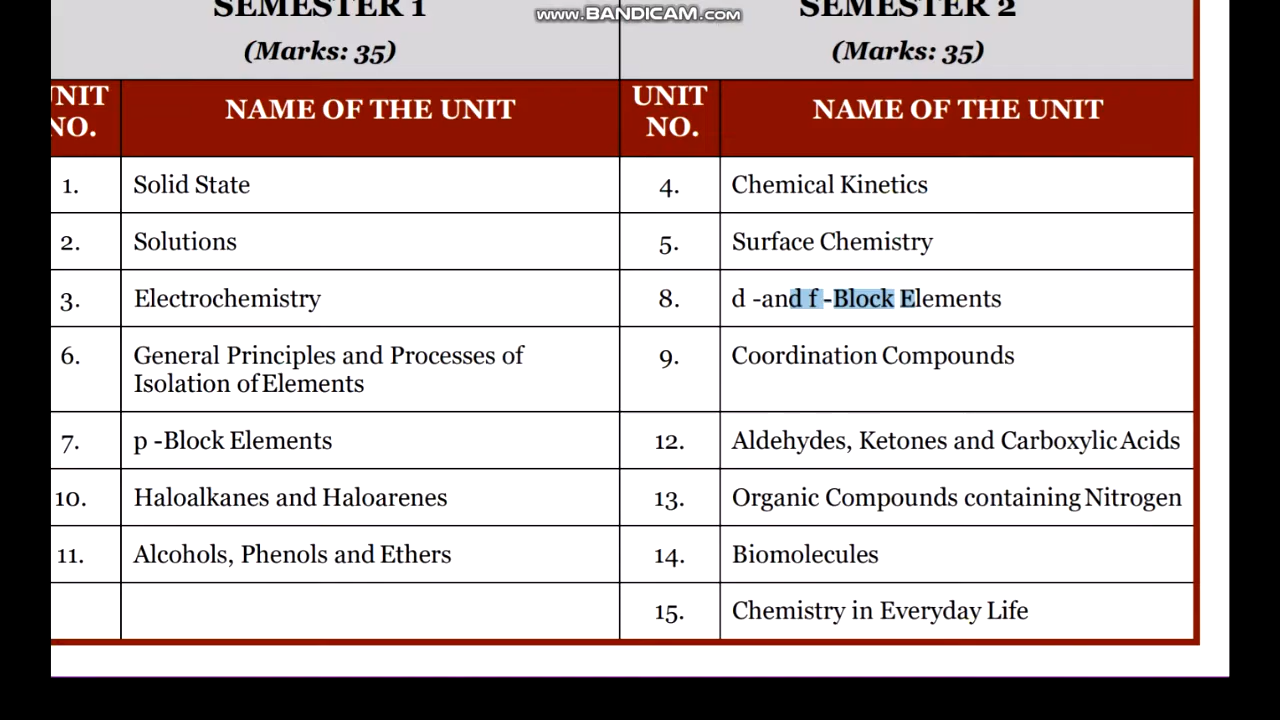 www.BANDICAM.com
SEMESTER 1
(Marks: 35)
SEMESTER 2
(Marks: 35)
UNIT NO.
NAME OF THE UNIT
UNIT NO.
NAME OF THE UNIT
1. Solid State
4. Chemical Kinetics
2. Solutions
5. Surface Chemistry
3. Electrochemistry
8. d -and f -Block Elements
6. General Principles and Processes of
Isolation of Elements
9. Coordination Compounds
7. p -Block Elements
12. Aldehydes, Ketones and Carboxylic Acids
10. Haloalkanes and Haloarenes
13. Organic Compounds containing Nitrogen
11. Alcohols, Phenols and Ethers
14. Biomolecules
15. Chemistry in Everyday Life